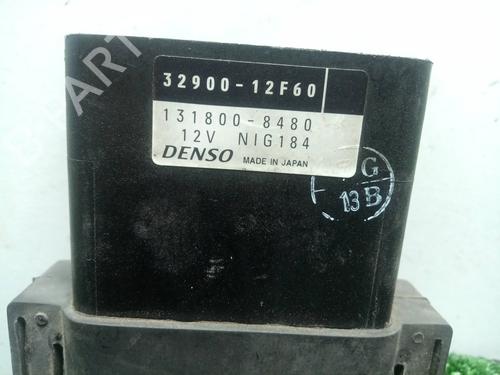 32900-12F60
131800-8480
12V NIG184
DENSO MADE IN JAPAN
G
13B